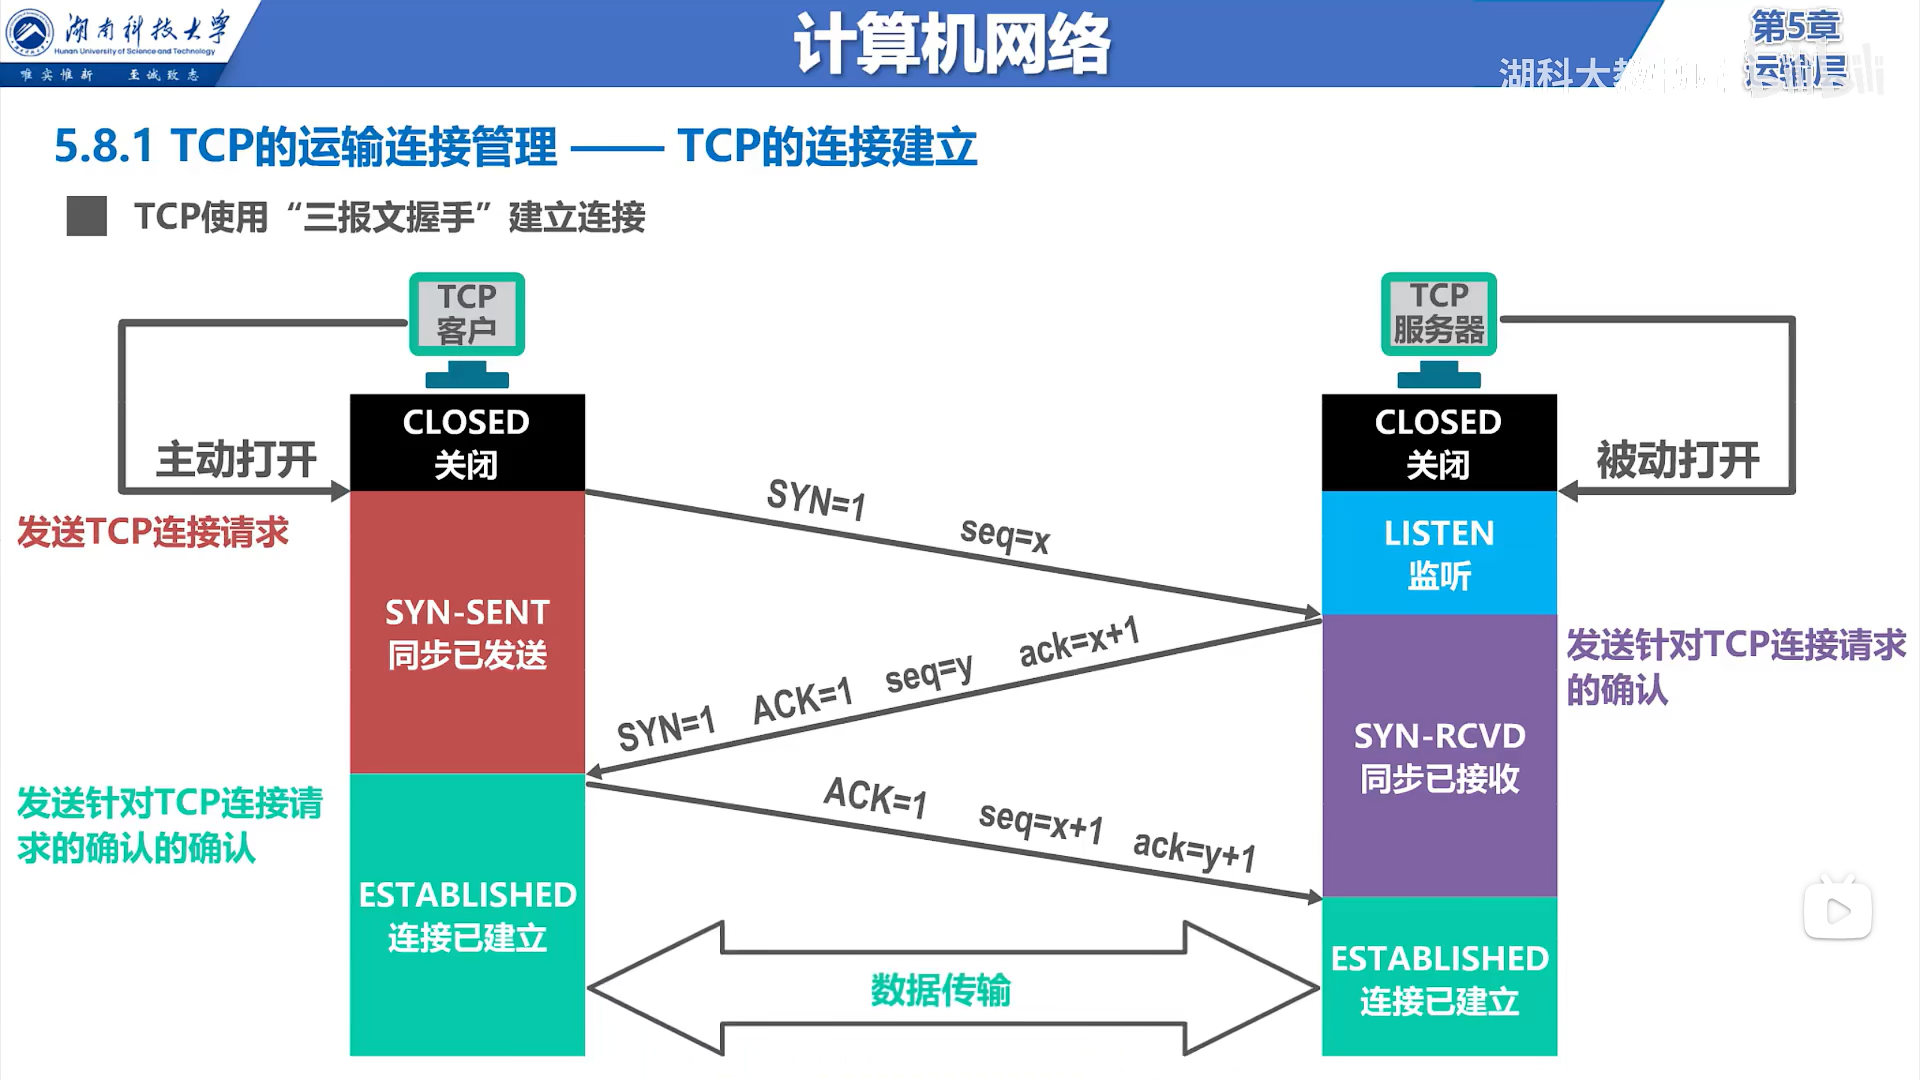 湖南科技大学
Hunan University of Science and Technology
唯实惟新 至诚致志
计算机网络
第5章
运输层
湖科大教
5.8.1 TCP的运输连接管理 —— TCP的连接建立
TCP使用“三报文握手”建立连接
TCP
客户
TCP
服务器
CLOSED
关闭
CLOSED
关闭
主动打开
被动打开
发送TCP连接请求
SYN=1 seq=x
LISTEN
监听
SYN-SENT
同步已发送
SYN=1 ACK=1 seq=y ack=x+1
发送针对TCP连接请求
的确认
SYN-RCVD
同步已接收
发送针对TCP连接请
求的确认的确认
ACK=1 seq=x+1 ack=y+1
ESTABLISHED
连接已建立
数据传输
ESTABLISHED
连接已建立